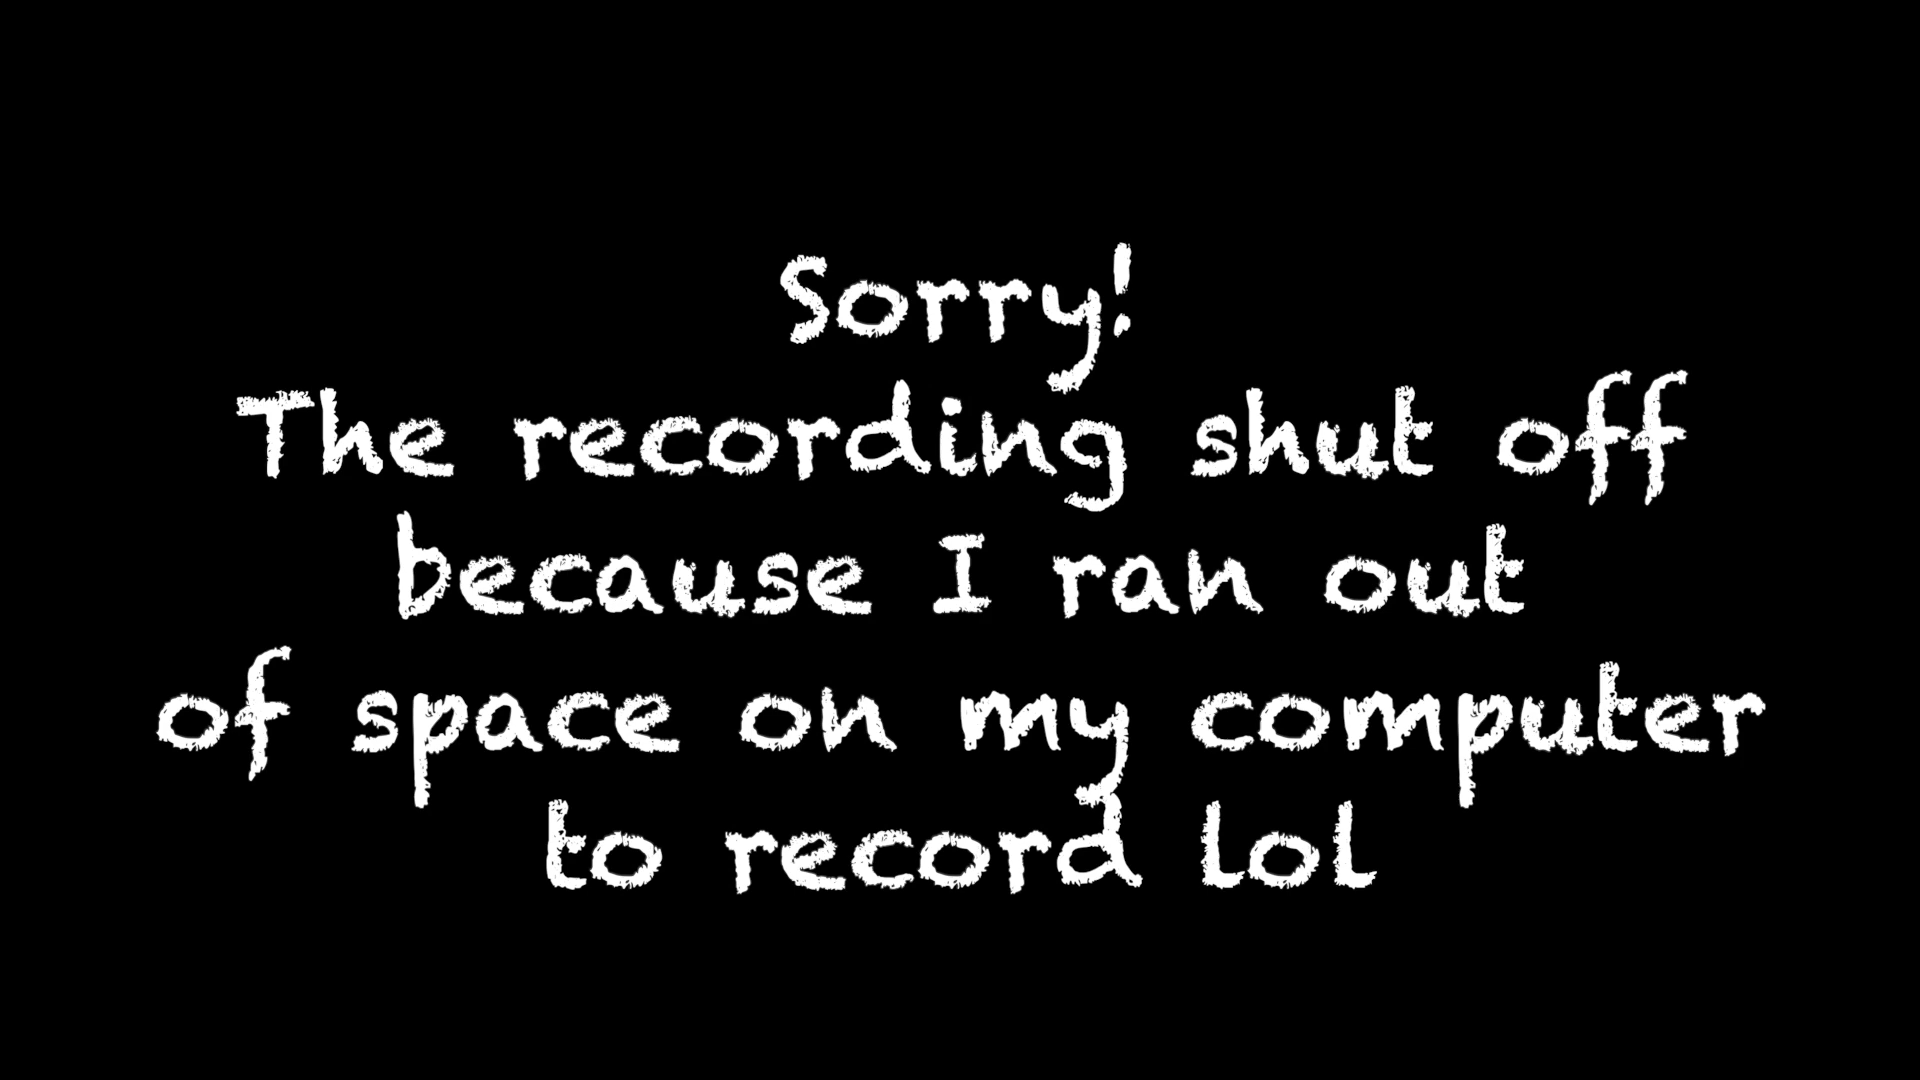 Sorry!
The recording shut off
because I ran out
of space on my computer
to record lol